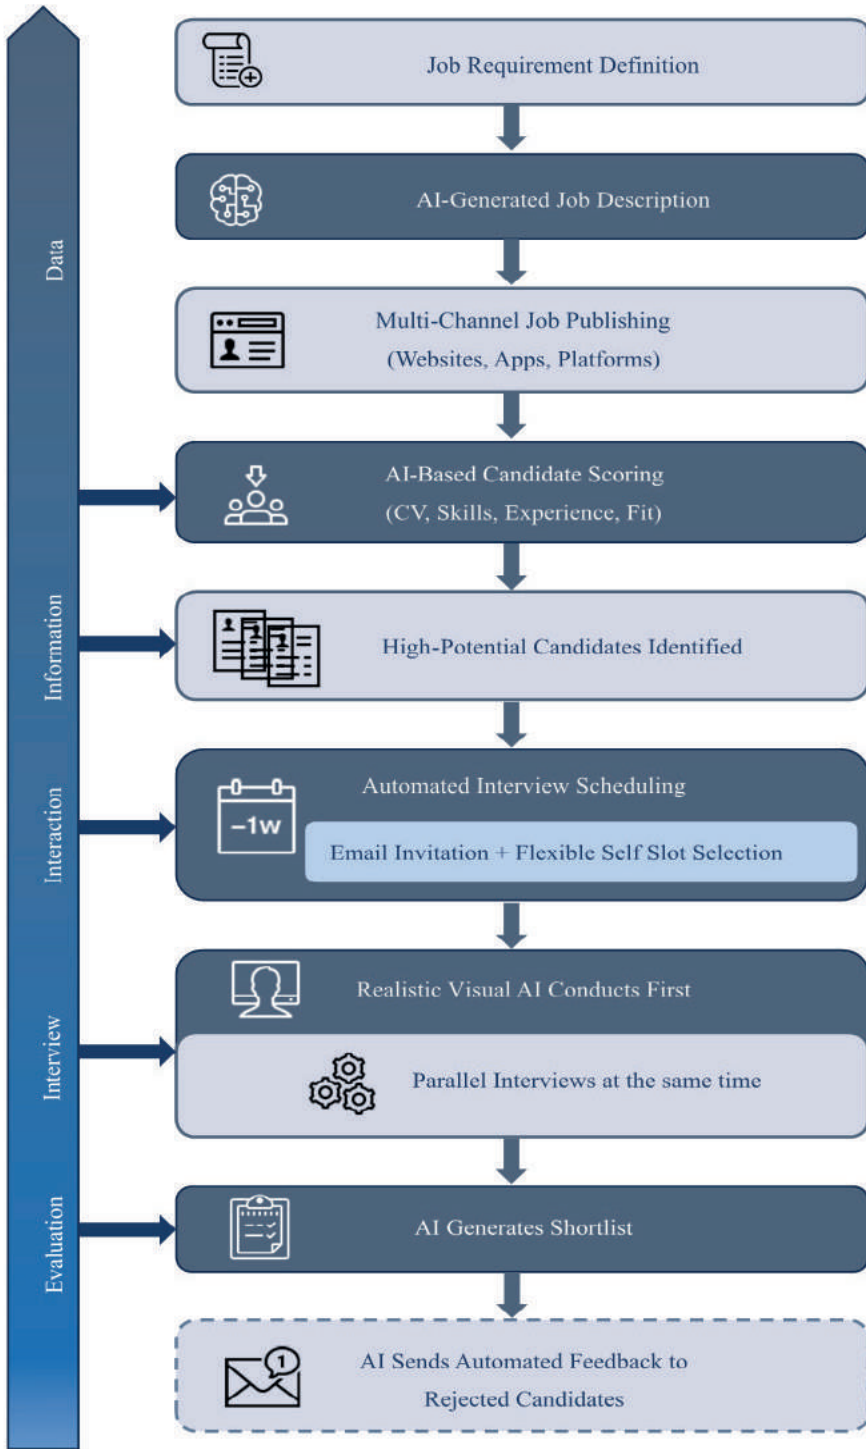 Job Requirement Definition
AI-Generated Job Description
Data
Multi-Channel Job Publishing
(Websites, Apps, Platforms)
AI-Based Candidate Scoring
(CV, Skills, Experience, Fit)
Information
High-Potential Candidates Identified
Interaction
Automated Interview Scheduling
-1w
Email Invitation + Flexible Self Slot Selection
Interview
Realistic Visual AI Conducts First
Parallel Interviews at the same time
Evaluation
AI Generates Shortlist
1
AI Sends Automated Feedback to
Rejected Candidates